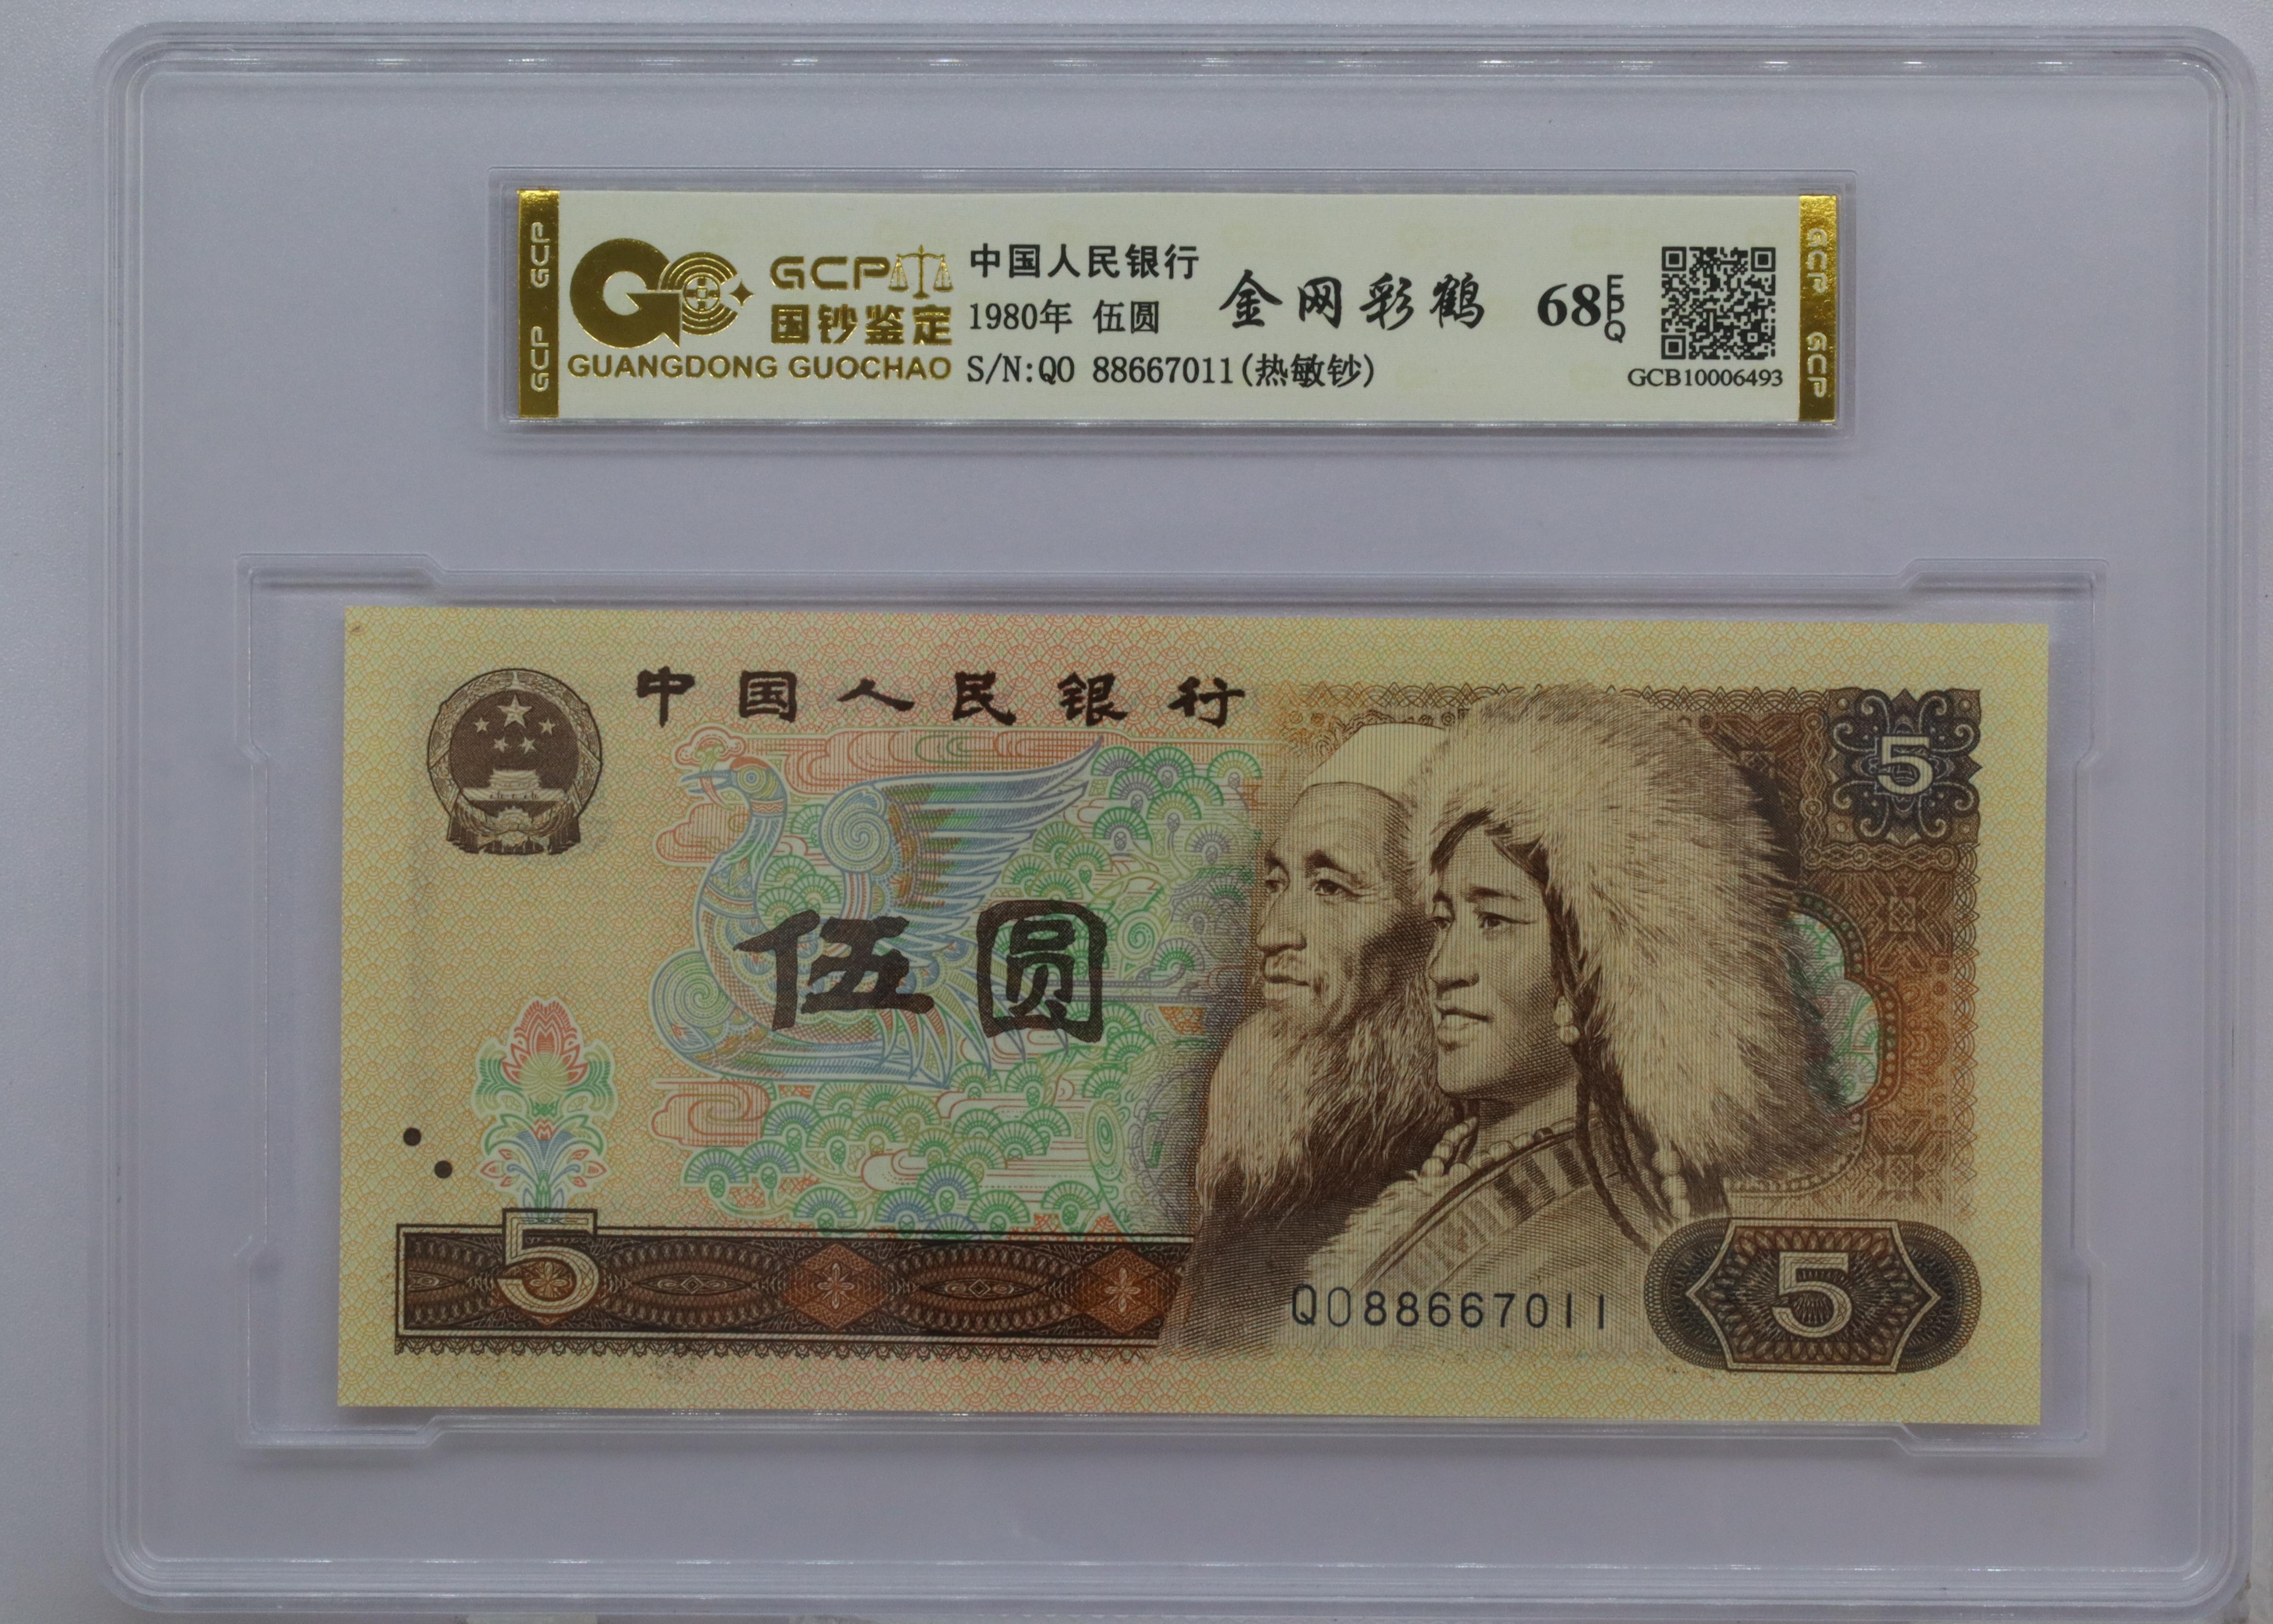 GCP GCP
GCP
国钞鉴定
GUANGDONG GUOCHAO
中国人民银行
1980年 伍圆
S/N:QO 88667011(热敏钞)
金网彩鹤
68 EPQ
GCB10006493
GCP GCP
中国人民银行
5
伍圆
5
QO88667011
5